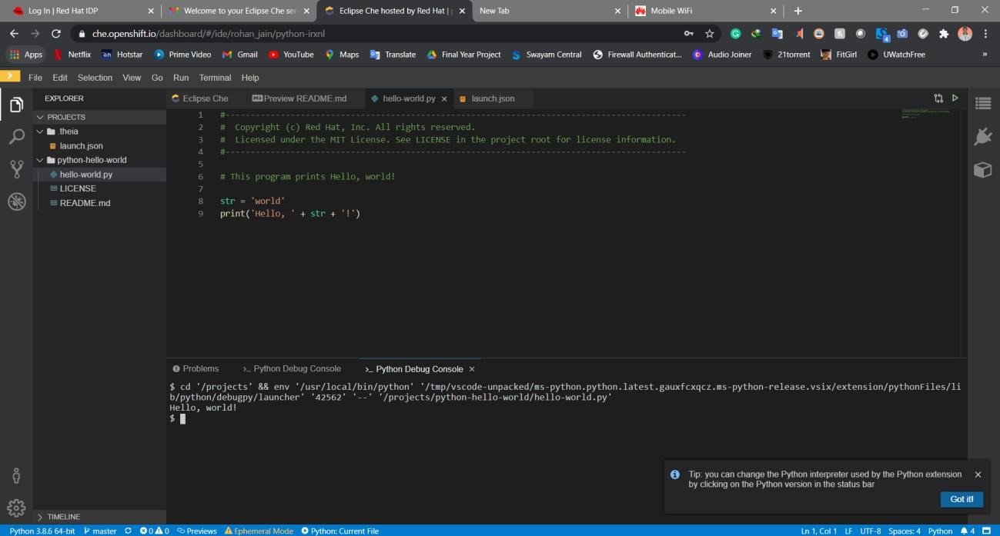 Log In | Red Hat IDP
Welcome to your Eclipse Che ser
Eclipse Che hosted by Red Hat | p
New Tab
Mobile WiFi
che.openshift.io/dashboard/#/ide/rohan_jain/python-irxnl
Apps Netflix Hotstar Prime Video Gmail YouTube Maps Translate Final Year Project Swayam Central Firewall Authenticat... Audio Joiner 21torrent FitGirl UWatchFree »
File Edit Selection View Go Run Terminal Help
EXPLORER
PROJECTS
.theia
launch.json
python-hello-world
hello-world.py
LICENSE
README.md
TIMELINE
Eclipse Che Preview README.md hello-world.py launch.json
1 #-----------------------------------------------------------------------------------------
2 # Copyright (c) Red Hat, Inc. All rights reserved.
3 # Licensed under the MIT License. See LICENSE in the project root for license information.
4 #-----------------------------------------------------------------------------------------
5
6 # This program prints Hello, world!
7
8 str = 'world'
9 print('Hello, ' + str + '!')
Problems >_ Python Debug Console >_ Python Debug Console
$ cd '/projects' && env '/usr/local/bin/python' '/tmp/vscode-unpacked/ms-python.python.latest.gauxfcxqcz.ms-python-release.vsix/extension/pythonFiles/li
b/python/debugpy/launcher' '42562' '--' '/projects/python-hello-world/hello-world.py'
Hello, world!
$
Tip: you can change the Python interpreter used by the Python extension
by clicking on the Python version in the status bar
Got it!
Python 3.8.6 64-bit master 0 0 Previews Ephemeral Mode Python: Current File Ln 1, Col 1 LF UTF-8 Spaces: 4 Python 4